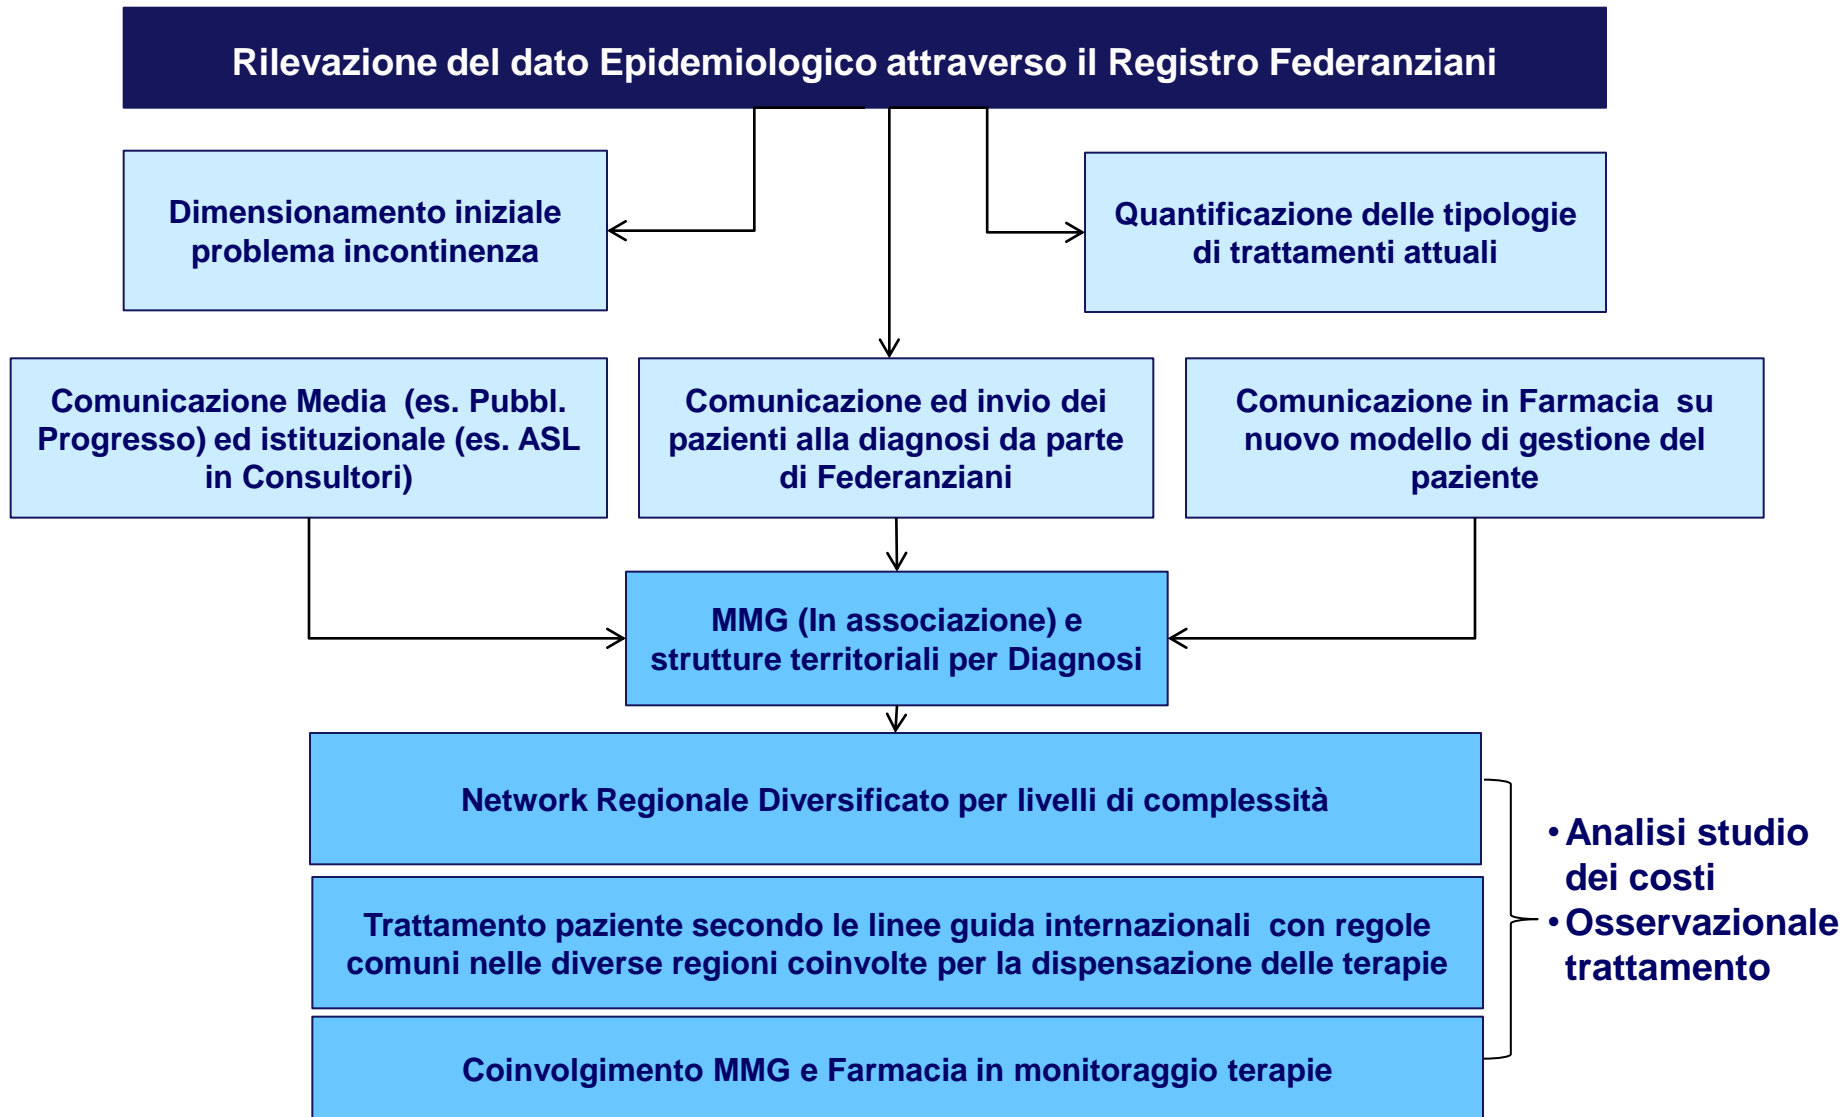 Rilevazione del dato Epidemiologico attraverso il Registro Federanziani
Dimensionamento iniziale
problema incontinenza
Quantificazione delle tipologie
di trattamenti attuali
Comunicazione Media (es. Pubbl.
Progresso) ed istituzionale (es. ASL
in Consultori)
Comunicazione ed invio dei
pazienti alla diagnosi da parte
di Federanziani
Comunicazione in Farmacia su
nuovo modello di gestione del
paziente
MMG (In associazione) e
strutture territoriali per Diagnosi
Network Regionale Diversificato per livelli di complessità
Trattamento paziente secondo le linee guida internazionali con regole
comuni nelle diverse regioni coinvolte per la dispensazione delle terapie
Coinvolgimento MMG e Farmacia in monitoraggio terapie
• Analisi studio
dei costi
• Osservazionale
trattamento